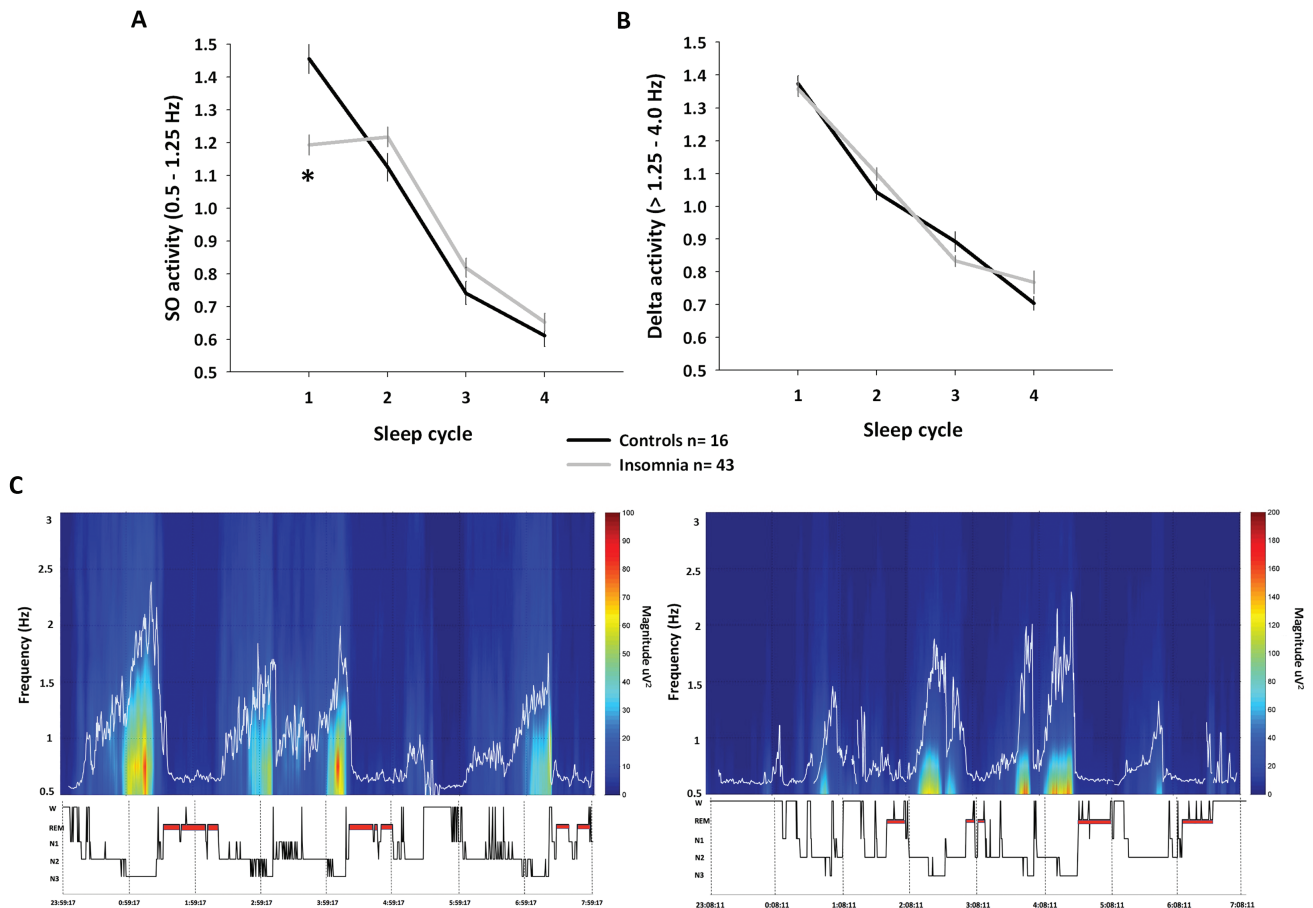 A
B
SO activity (0.5 - 1.25 Hz)
1.5
1.4
1.3
1.2
1.1
1.0
0.9
0.8
0.7
0.6
0.5
*
1 2 3 4
Sleep cycle
Delta activity (> 1.25 - 4.0 Hz)
1.5
1.4
1.3
1.2
1.1
1.0
0.9
0.8
0.7
0.6
0.5
1 2 3 4
Sleep cycle
Controls n= 16
Insomnia n= 43
C
Frequency (Hz)
3
2.5
2
1.5
1
0.5
100
90
80
70
60
50
40
30
20
10
0
Magnitude uV²
W
REM
N1
N2
N3
23:59:17 0:59:17 1:59:17 2:59:17 3:59:17 4:59:17 5:59:17 6:59:17 7:59:17
Frequency (Hz)
3
2.5
2
1.5
1
0.5
200
180
160
140
120
100
80
60
40
20
0
Magnitude uV²
W
REM
N1
N2
N3
23:08:11 0:08:11 1:08:11 2:08:11 3:08:11 4:08:11 5:08:11 6:08:11 7:08:11